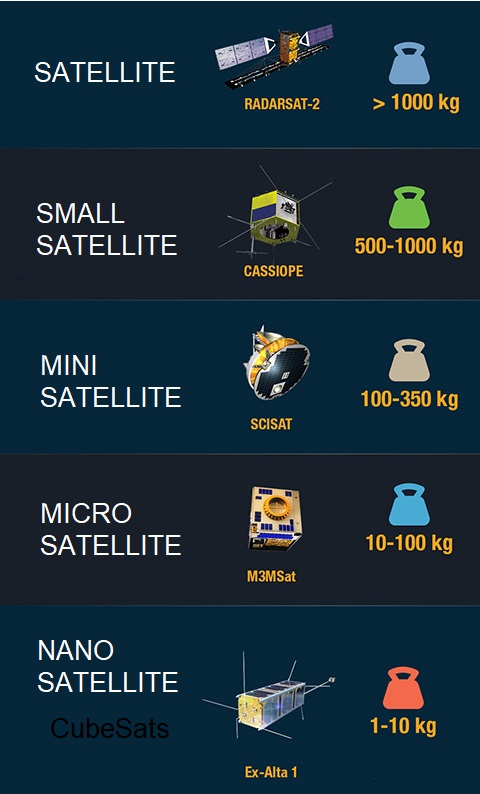 SATELLITE
RADARSAT-2
> 1000 kg
SMALL
SATELLITE
CASSIOPE
500-1000 kg
MINI
SATELLITE
SCISAT
100-350 kg
MICRO
SATELLITE
M3MSat
10-100 kg
NANO
SATELLITE
CubeSats
Ex-Alta 1
1-10 kg